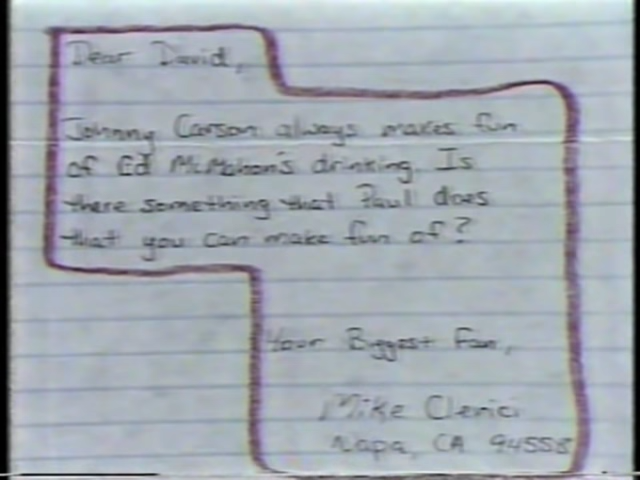 Dear David,
Johnny Carson always makes fun
of Ed McMahon's drinking. Is
there something that Paul does
that you can make fun of?
Your Biggest Fan,
Mike Clerici
Napa, CA 94558